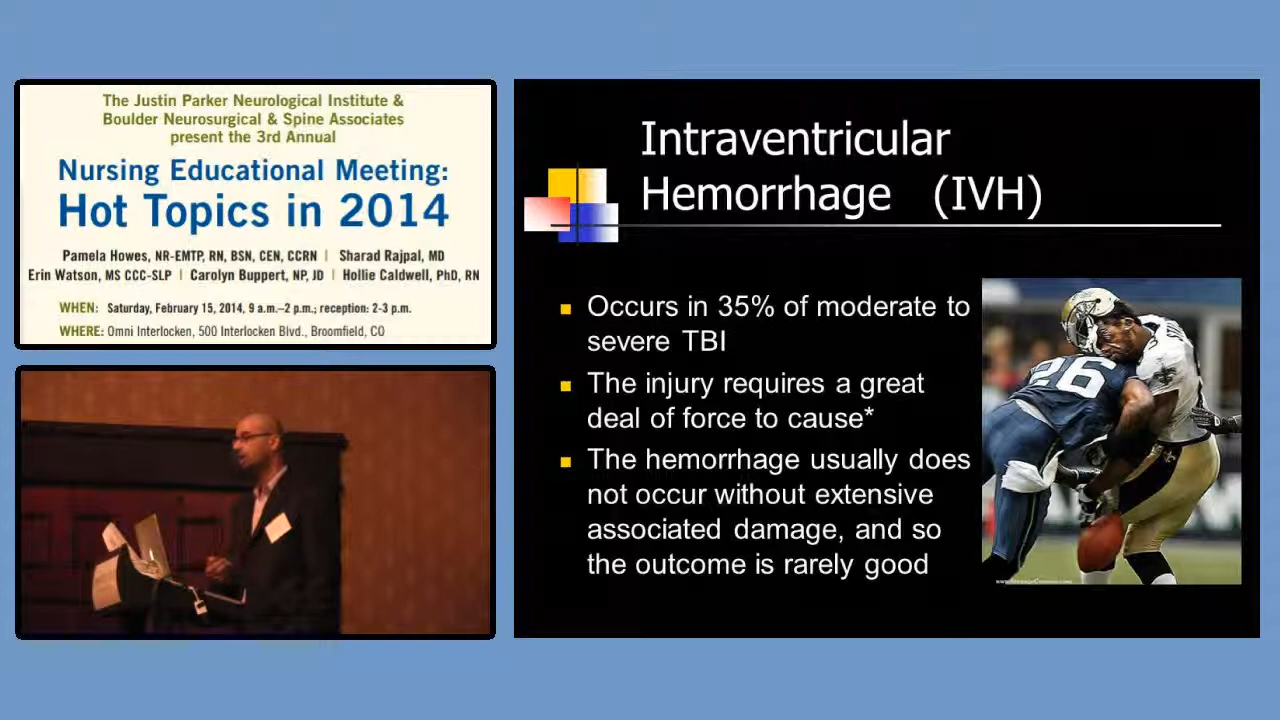 The Justin Parker Neurological Institute &
Boulder Neurosurgical & Spine Associates
present the 3rd Annual
Nursing Educational Meeting:
Hot Topics in 2014
Pamela Howes, NR-EMTP, RN, BSN, CEN, CCRN | Sharad Rajpal, MD
Erin Watson, MS CCC-SLP | Carolyn Buppert, NP, JD | Hollie Caldwell, PhD, RN
WHEN: Saturday, February 15, 2014, 9 a.m.–2 p.m.; reception: 2-3 p.m.
WHERE: Omni Interlocken, 500 Interlocken Blvd., Broomfield, CO
Intraventricular
Hemorrhage (IVH)
■ Occurs in 35% of moderate to
severe TBI
■ The injury requires a great
deal of force to cause*
■ The hemorrhage usually does
not occur without extensive
associated damage, and so
the outcome is rarely good
26